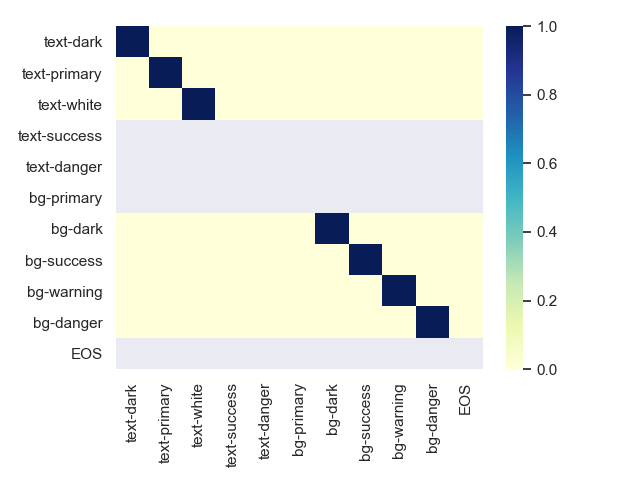 text-dark
text-primary
text-white
text-success
text-danger
bg-primary
bg-dark
bg-success
bg-warning
bg-danger
EOS
text-dark
text-primary
text-white
text-success
text-danger
bg-primary
bg-dark
bg-success
bg-warning
bg-danger
EOS
1.0
0.8
0.6
0.4
0.2
0.0